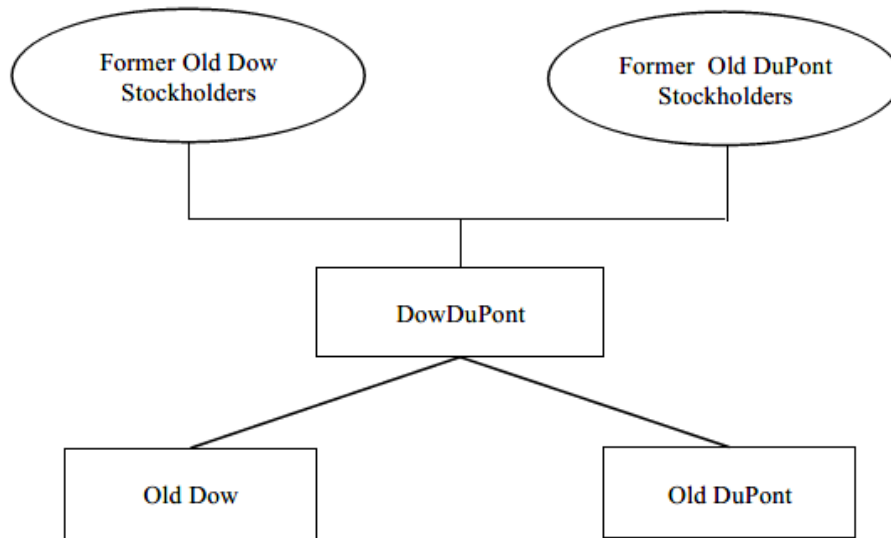 Former Old Dow
Stockholders
Former Old DuPont
Stockholders
DowDuPont
Old Dow
Old DuPont